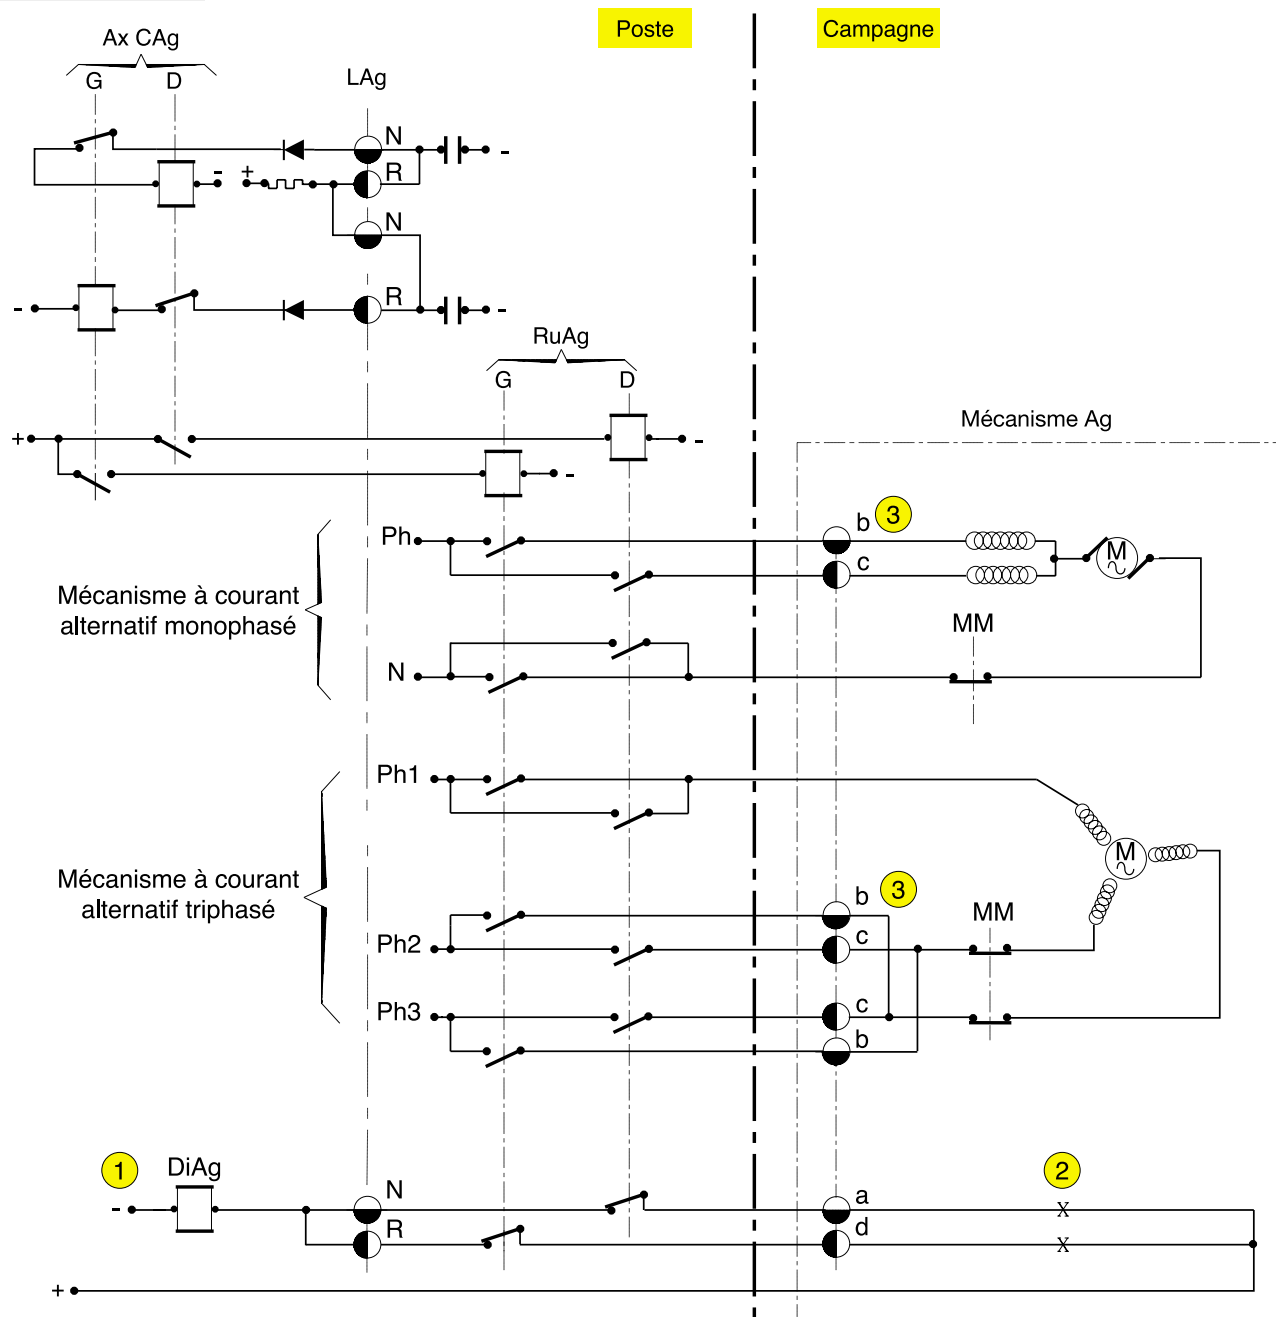 Poste
Campagne
Ax CAg
G D
LAg
N
-
- + R
N
- R -
RuAg
G D
+ -
-
Mécanisme Ag
Ph b 3
c M
Mécanisme à courant
alternatif monophasé
MM
N
Ph1
M
Mécanisme à courant
alternatif triphasé
b 3
MM
Ph2 c
Ph3 c
b
1 DiAg N a 2
- X
R d
X
+